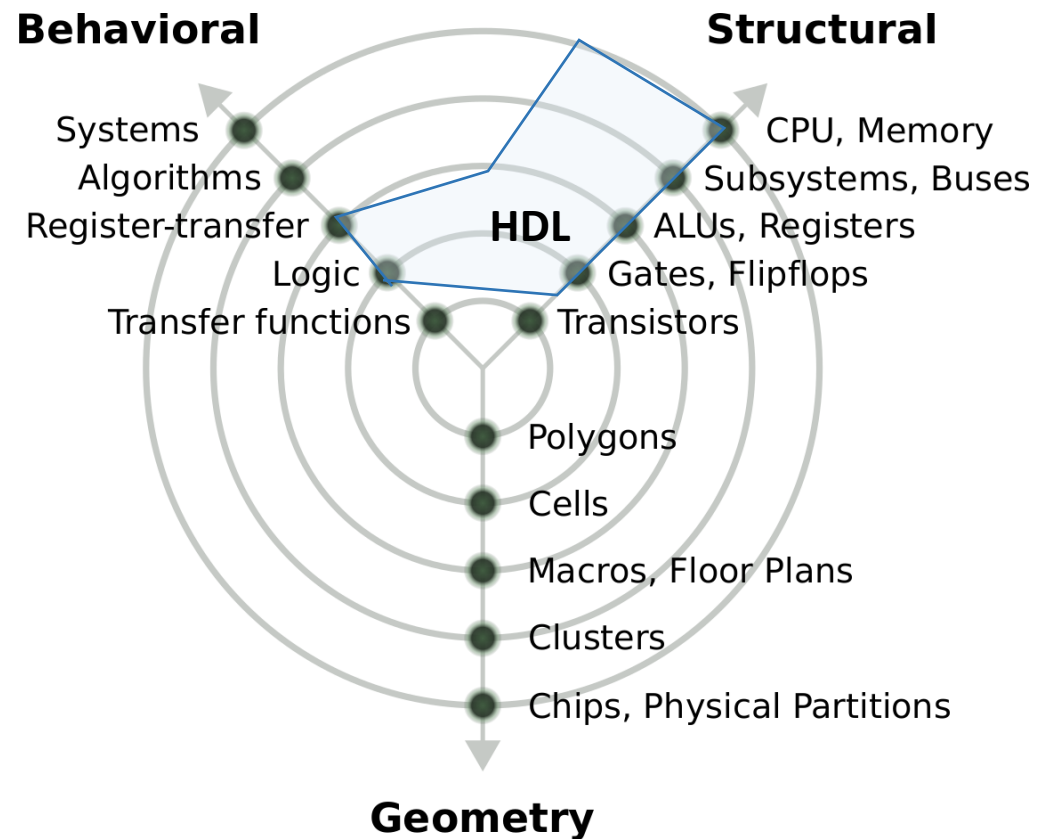 Behavioral
Structural
Systems
CPU, Memory
Algorithms
Subsystems, Buses
Register-transfer
HDL
ALUs, Registers
Logic
Gates, Flipflops
Transfer functions
Transistors
Polygons
Cells
Macros, Floor Plans
Clusters
Chips, Physical Partitions
Geometry